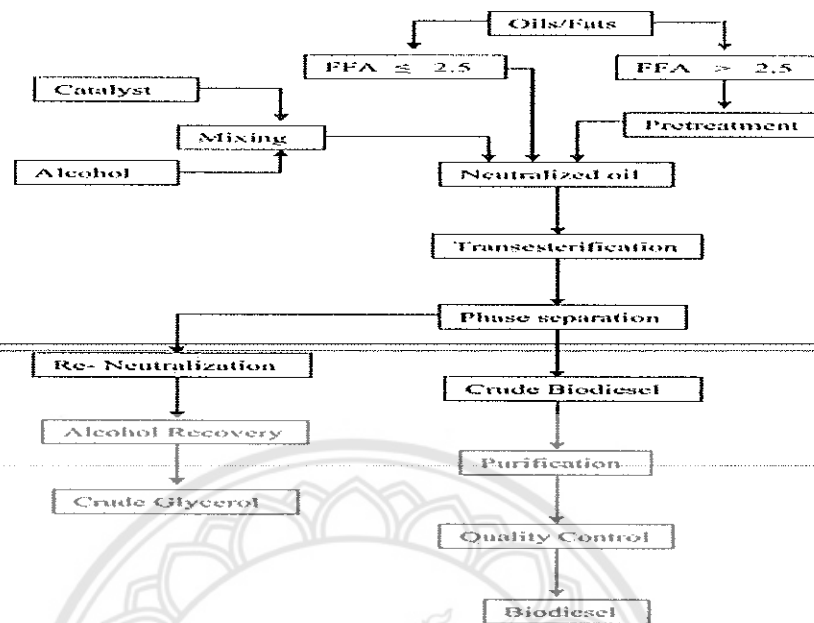 Oils/Fats
FFA ≤ 2.5
FFA > 2.5
Catalyst
Mixing
Pretreatment
Alcohol
Neutralized oil
Transesterification
Phase separation
Re- Neutralization
Crude Biodiesel
Alcohol Recovery
Purification
Crude Glycerol
Quality Control
Biodiesel